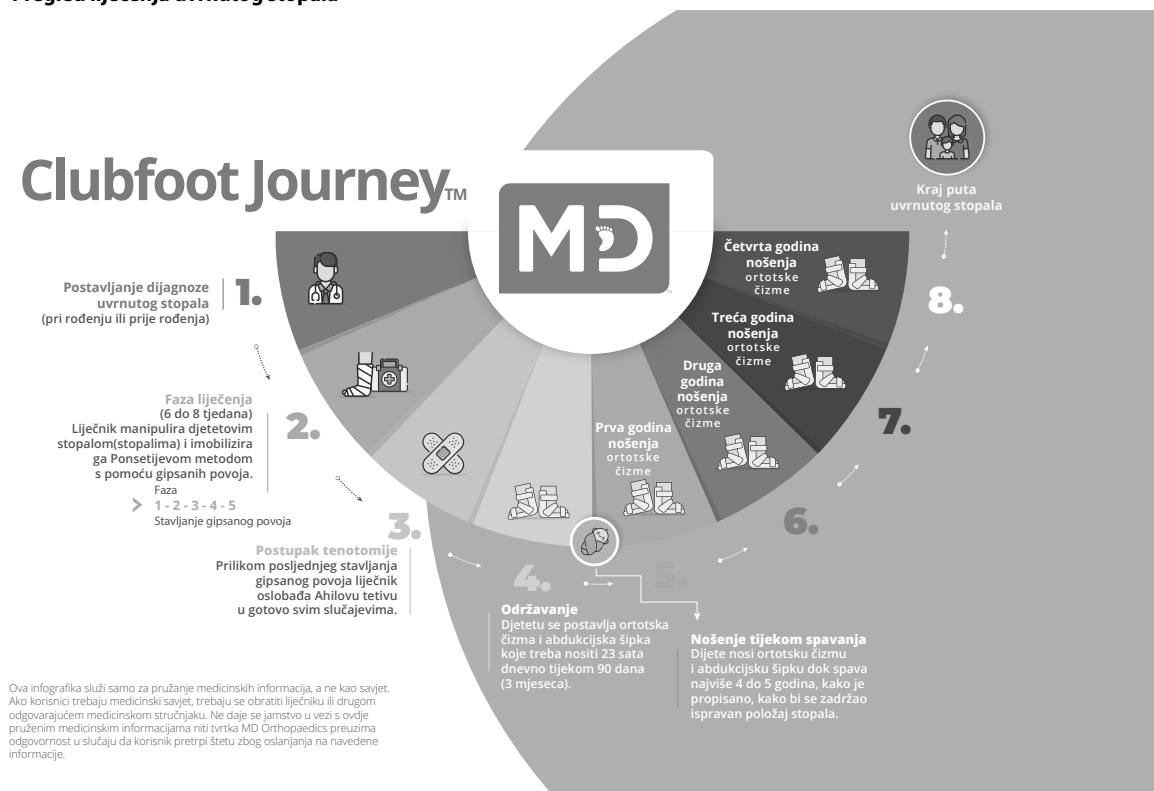 Pregled liječenja uvrnutog stopala
Clubfoot Journey™
MD
1.
Postavljanje dijagnoze
uvrnutog stopala
(pri rođenju ili prije rođenja)
2.
Faza liječenja
(6 do 8 tjedana)
Liječnik manipulira djetetovim
stopalom(stopalima) i imobilizira
ga Ponsetijevom metodom
s pomoću gipsanih povoja.
Faza
> 1 - 2 - 3 - 4 - 5
Stavljanje gipsanog povoja
3.
Postupak tenotomije
Prilikom posljednjeg stavljanja
gipsanog povoja liječnik
oslobađa Ahilovu tetivu
u gotovo svim slučajevima.
4.
Održavanje
Djetetu se postavlja ortotska
čizma i abdukcijska šipka
koje treba nositi 23 sata
dnevno tijekom 90 dana
(3 mjeseca).
5.
Nošenje tijekom spavanja
Dijete nosi ortotsku čizmu
i abdukcijsku šipku dok spava
najviše 4 do 5 godina, kako je
propisano, kako bi se zadržao
ispravan položaj stopala.
Prva godina
nošenja
ortotske
čizme
6.
Druga
godina
nošenja
ortotske
čizme
7.
Treća godina
nošenja
ortotske
čizme
8.
Četvrta godina
nošenja
ortotske
čizme
Kraj puta
uvrnutog stopala
Ova infografika služi samo za pružanje medicinskih informacija, a ne kao savjet.
Ako korisnici trebaju medicinski savjet, trebaju se obratiti liječniku ili drugom
odgovarajućem medicinskom stručnjaku. Ne daje se jamstvo u vezi s ovdje
pruženim medicinskim informacijama niti tvrtka MD Orthopaedics preuzima
odgovornost u slučaju da korisnik pretrpi štetu zbog oslanjanja na navedene
informacije.